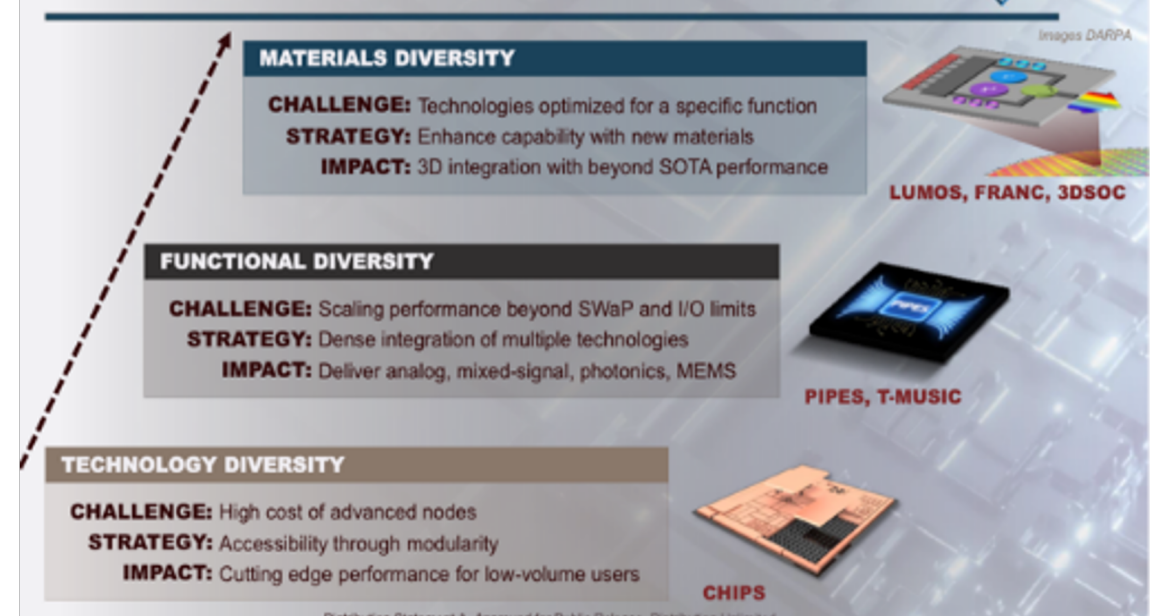 Images DARPA
MATERIALS DIVERSITY
CHALLENGE: Technologies optimized for a specific function
STRATEGY: Enhance capability with new materials
IMPACT: 3D integration with beyond SOTA performance
LUMOS, FRANC, 3DSOC
FUNCTIONAL DIVERSITY
CHALLENGE: Scaling performance beyond SWaP and I/O limits
STRATEGY: Dense integration of multiple technologies
IMPACT: Deliver analog, mixed-signal, photonics, MEMS
PIPES
PIPES, T-MUSIC
TECHNOLOGY DIVERSITY
CHALLENGE: High cost of advanced nodes
STRATEGY: Accessibility through modularity
IMPACT: Cutting edge performance for low-volume users
CHIPS